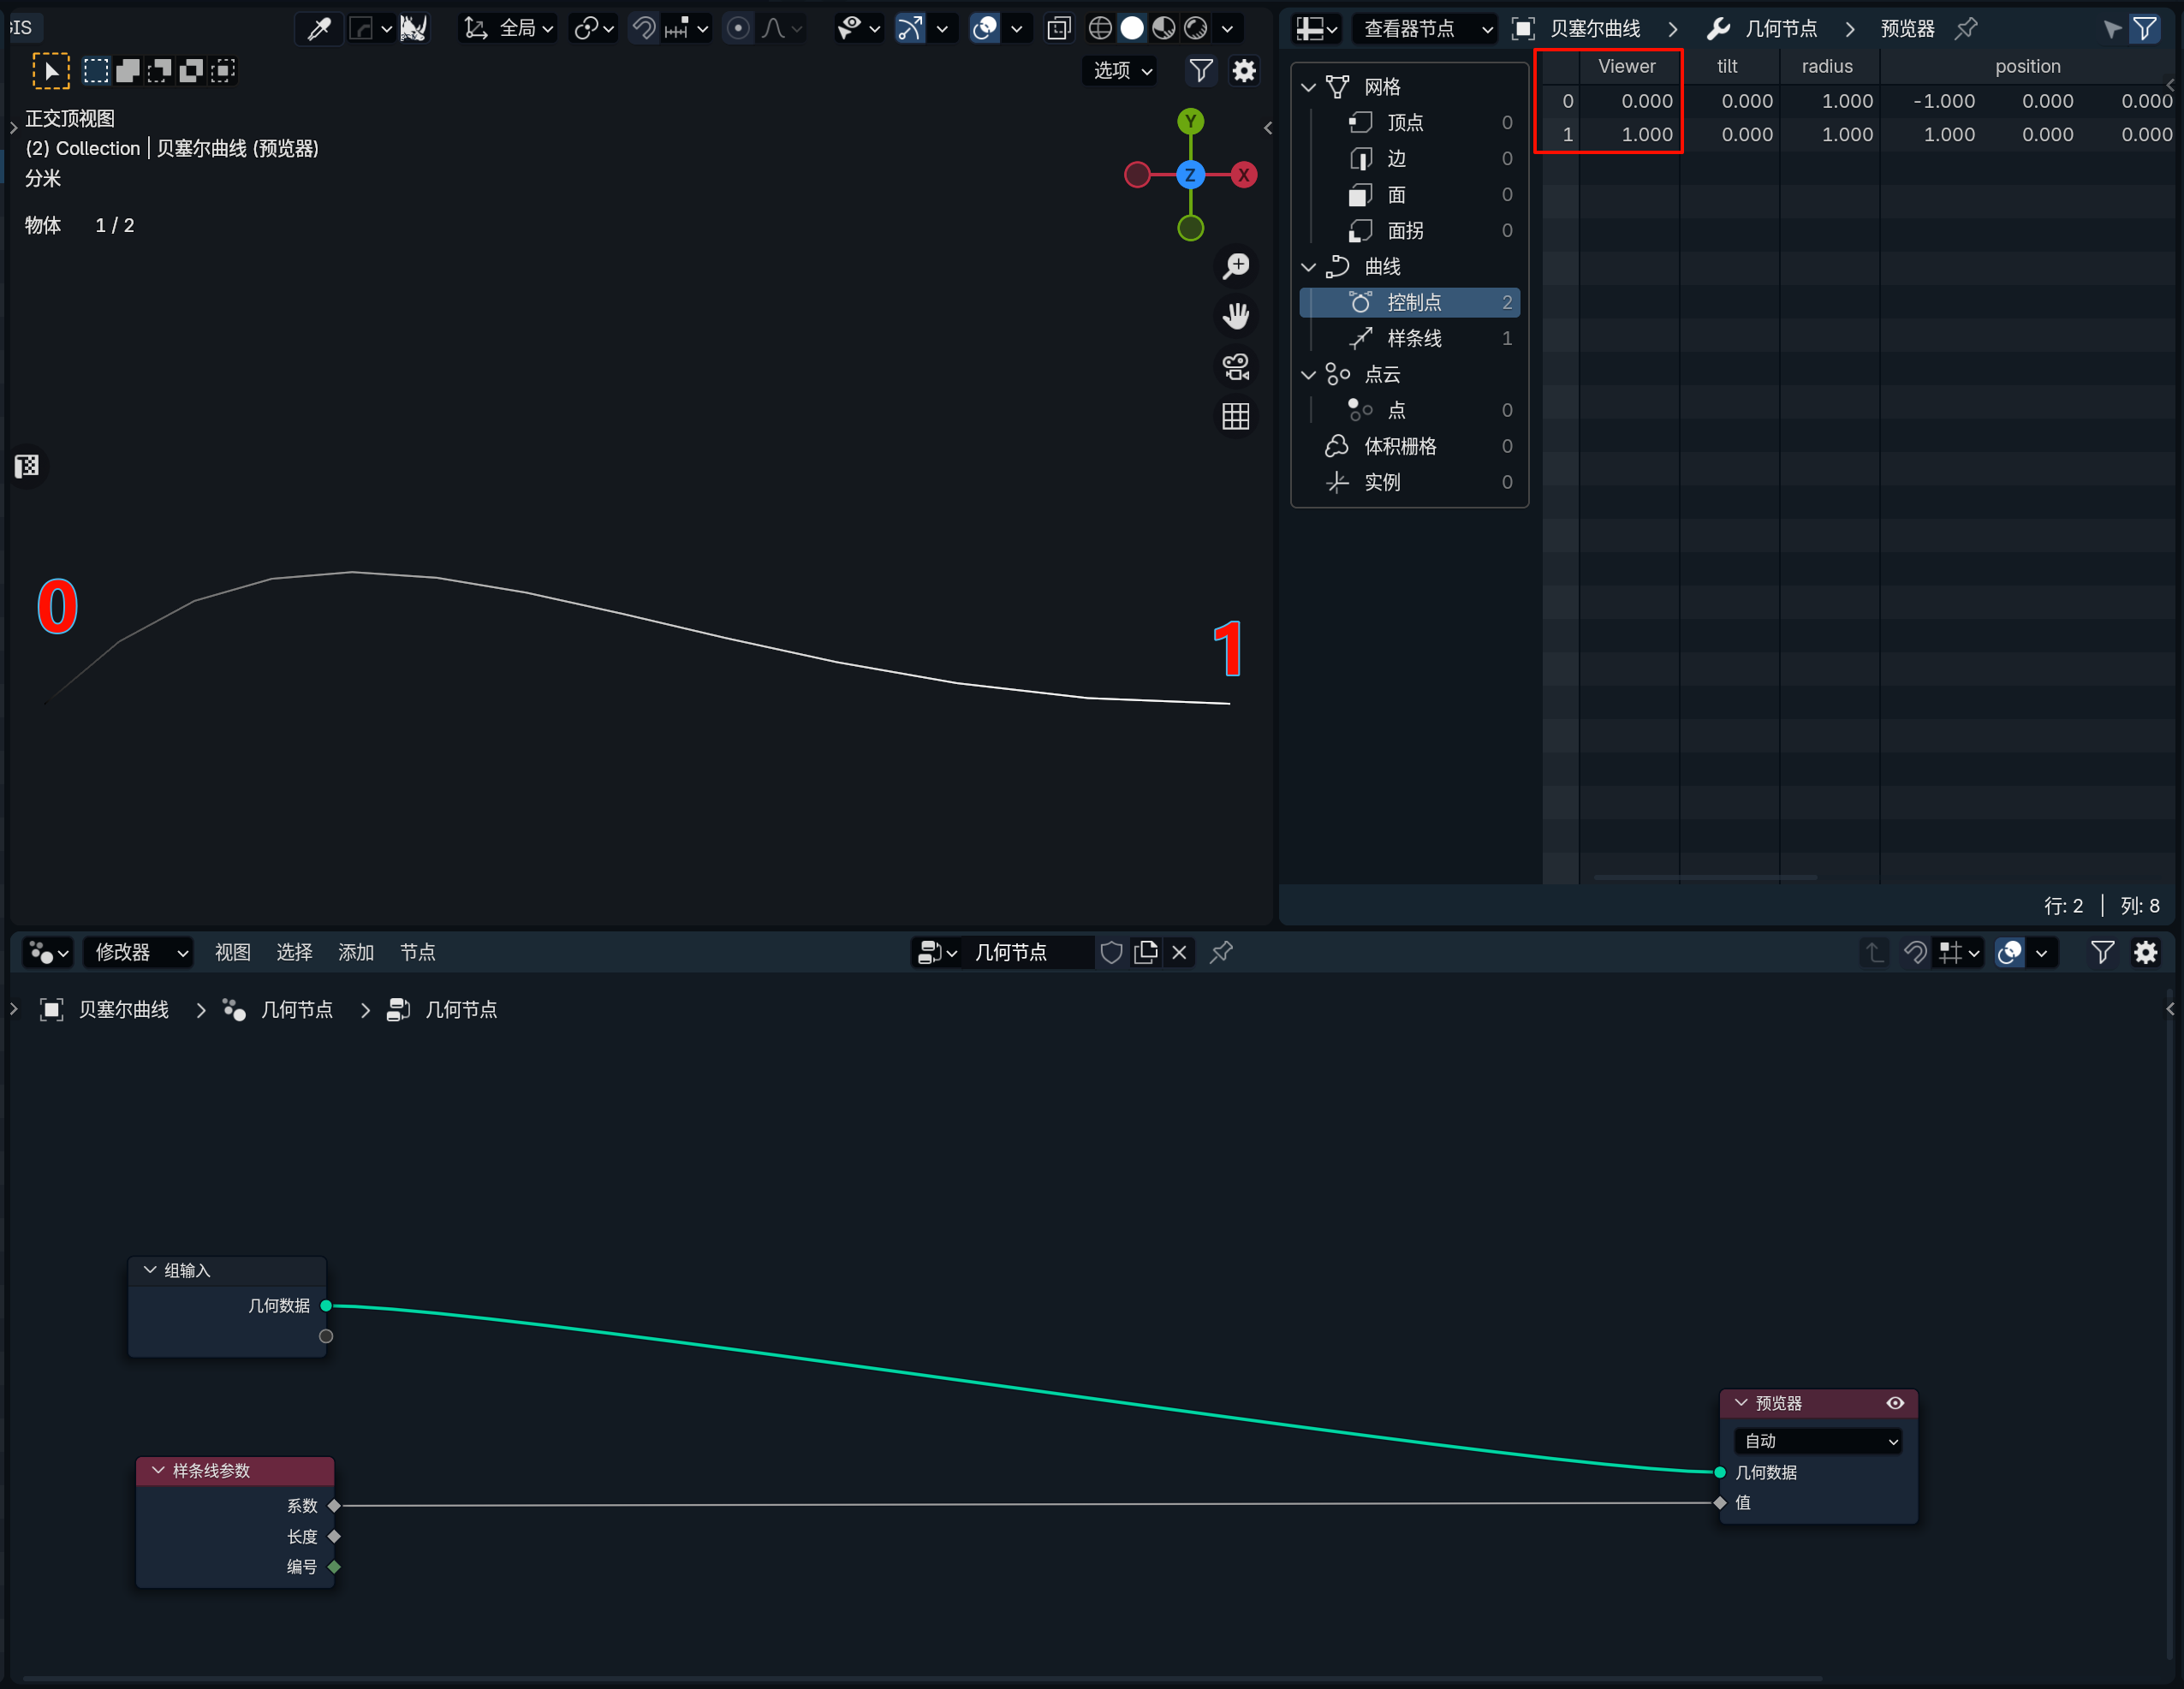 GIS
全局
选项
正交顶视图
(2) Collection | 贝塞尔曲线 (预览器)
分米
物体 1 / 2
Y
Z
X
0
1
查看器节点
贝塞尔曲线 > 几何节点 > 预览器
网格
顶点 0
边 0
面 0
面拐 0
曲线
控制点 2
样条线 1
点云
点 0
体积栅格 0
实例 0
Viewer tilt radius position
0 0.000 0.000 1.000 -1.000 0.000 0.000
1 1.000 0.000 1.000 1.000 0.000 0.000
行: 2 | 列: 8
修改器 视图 选择 添加 节点
几何节点
贝塞尔曲线 > 几何节点 > 几何节点
组输入
几何数据
样条线参数
系数
长度
编号
预览器
自动
几何数据
值